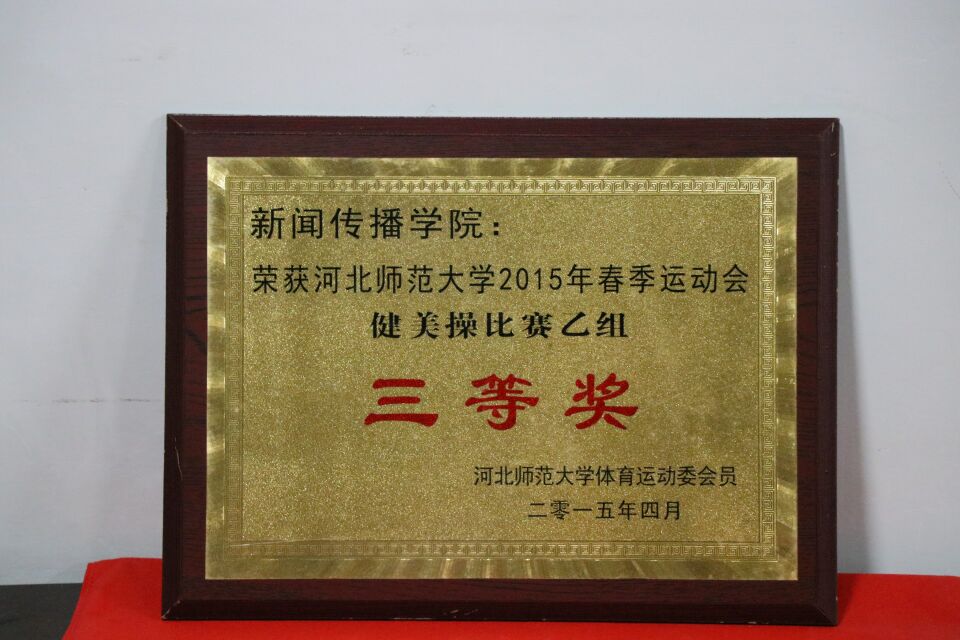 新闻传播学院：
荣获河北师范大学2015年春季运动会
健美操比赛乙组
三等奖
河北师范大学体育运动委会员
二零一五年四月